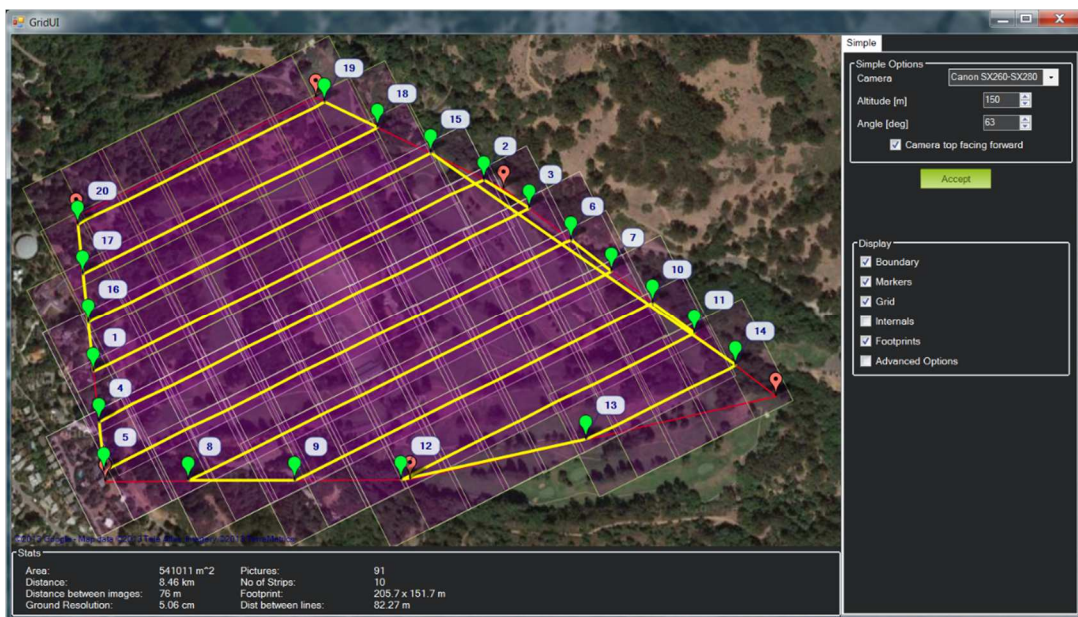 GridUI
Simple
Simple Options
Camera Canon SX260-SX280
Altitude [m] 150
Angle [deg] 63
Camera top facing forward
Accept
Display
Boundary
Markers
Grid
Internals
Footprints
Advanced Options
19
18
15
2
3
20
6
17
7
10
16
11
1
14
4
13
5
8
9
12
Stats
Area: 541011 m^2 Pictures: 91
Distance: 8.46 km No of Strips: 10
Distance between images: 76 m Footprint: 205.7 x 151.7 m
Ground Resolution: 5.06 cm Dist between lines: 82.27 m